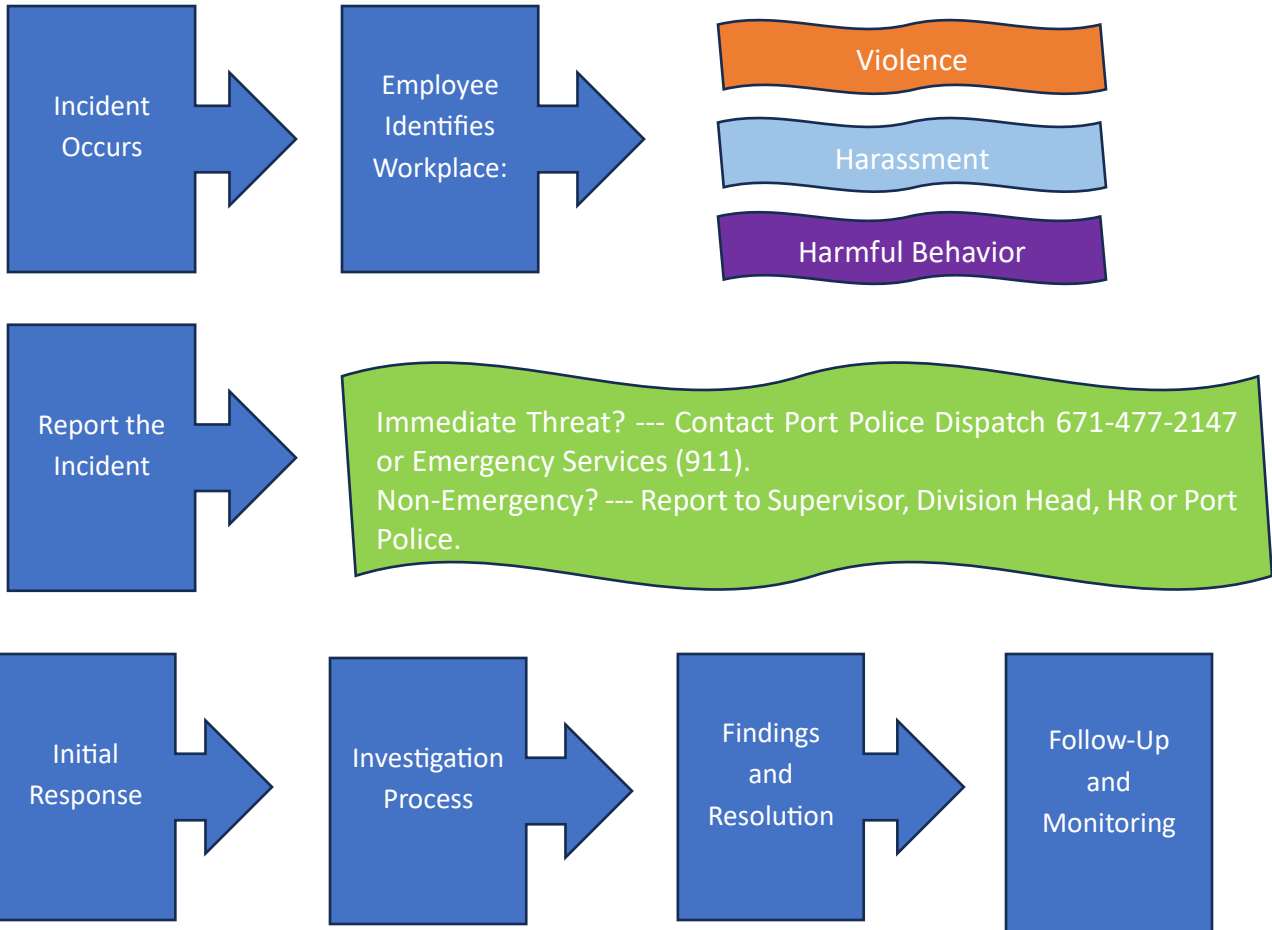 Incident
Occurs
Employee
Identifies
Workplace:
Violence
Harassment
Harmful Behavior
Report the
Incident
Immediate Threat? --- Contact Port Police Dispatch 671-477-2147
or Emergency Services (911).
Non-Emergency? --- Report to Supervisor, Division Head, HR or Port
Police.
Initial
Response
Investigation
Process
Findings
and
Resolution
Follow-Up
and
Monitoring